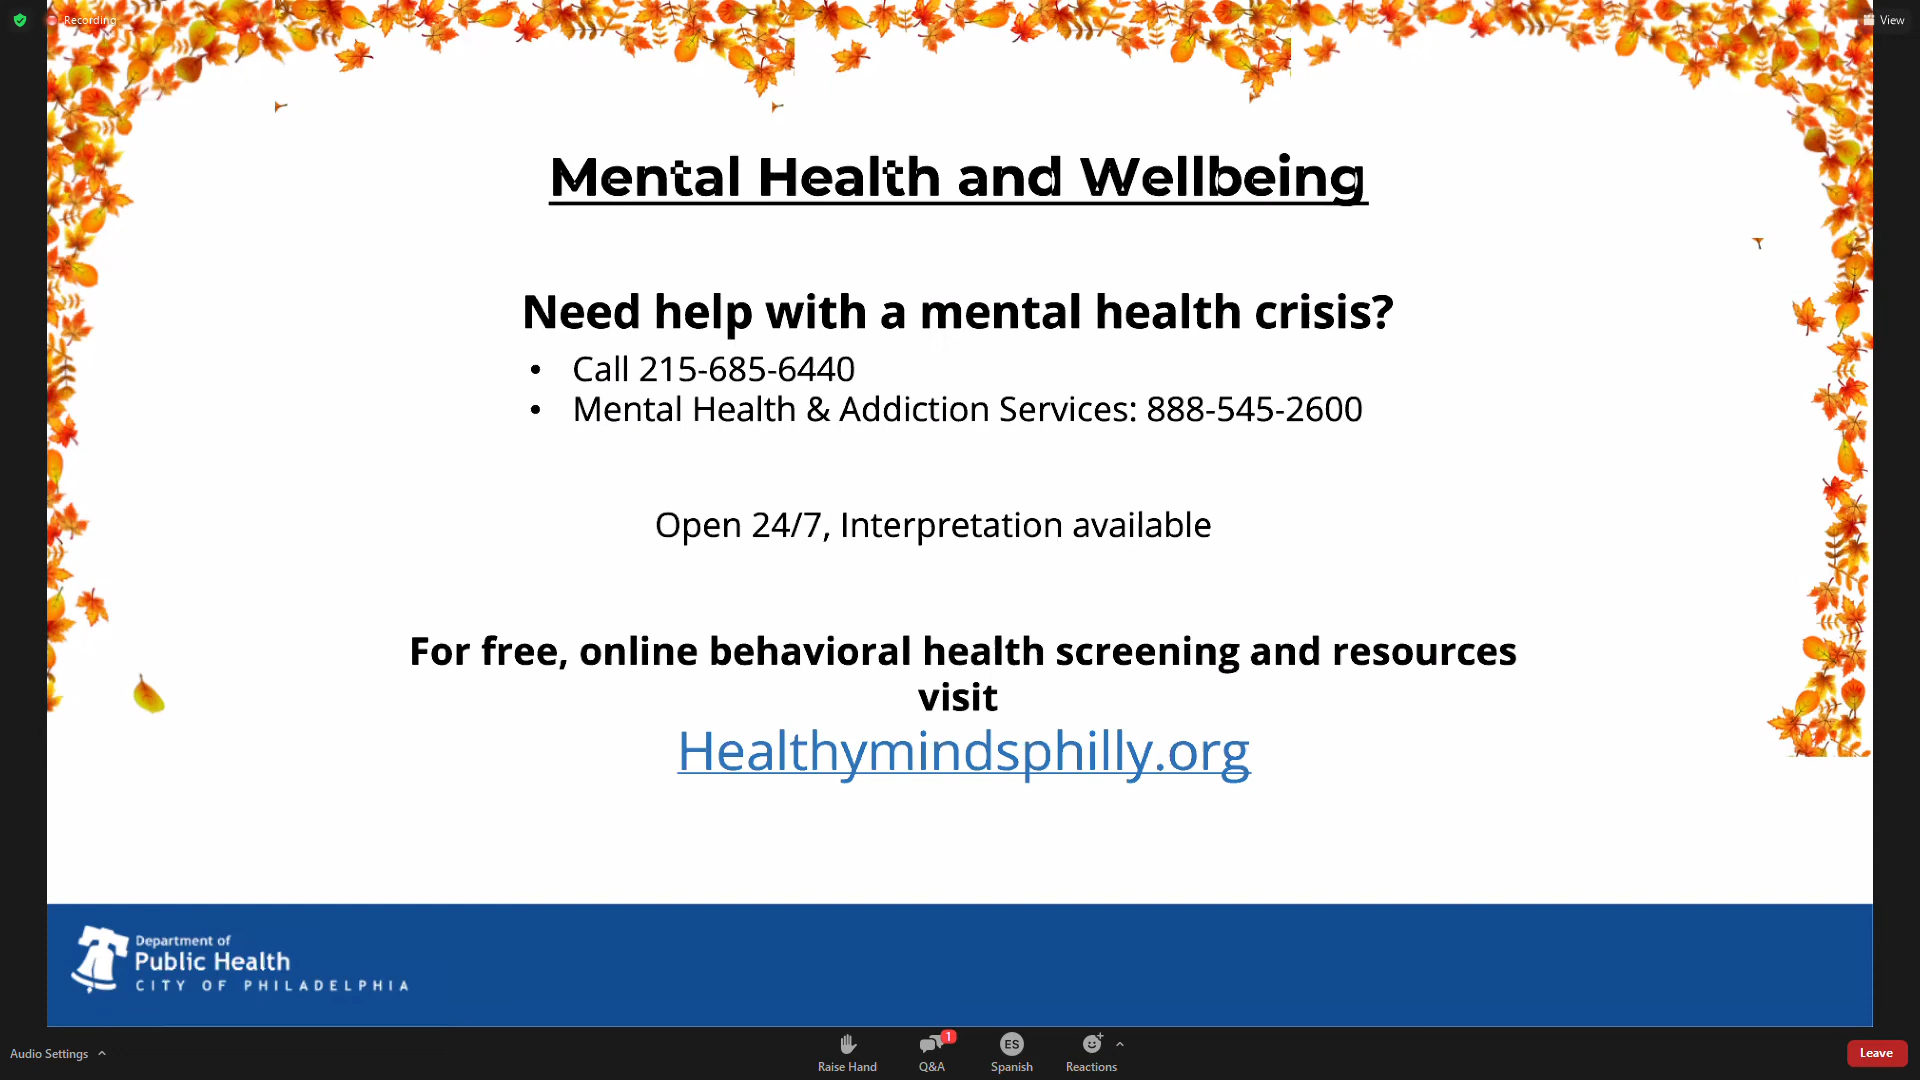 Recording
View
Mental Health and Wellbeing
Need help with a mental health crisis?
• Call 215-685-6440
• Mental Health & Addiction Services: 888-545-2600
Open 24/7, Interpretation available
For free, online behavioral health screening and resources
visit
Healthymindsphilly.org
Department of
Public Health
CITY OF PHILADELPHIA
Audio Settings
Raise Hand
1
Q&A
ES
Spanish
Reactions
Leave